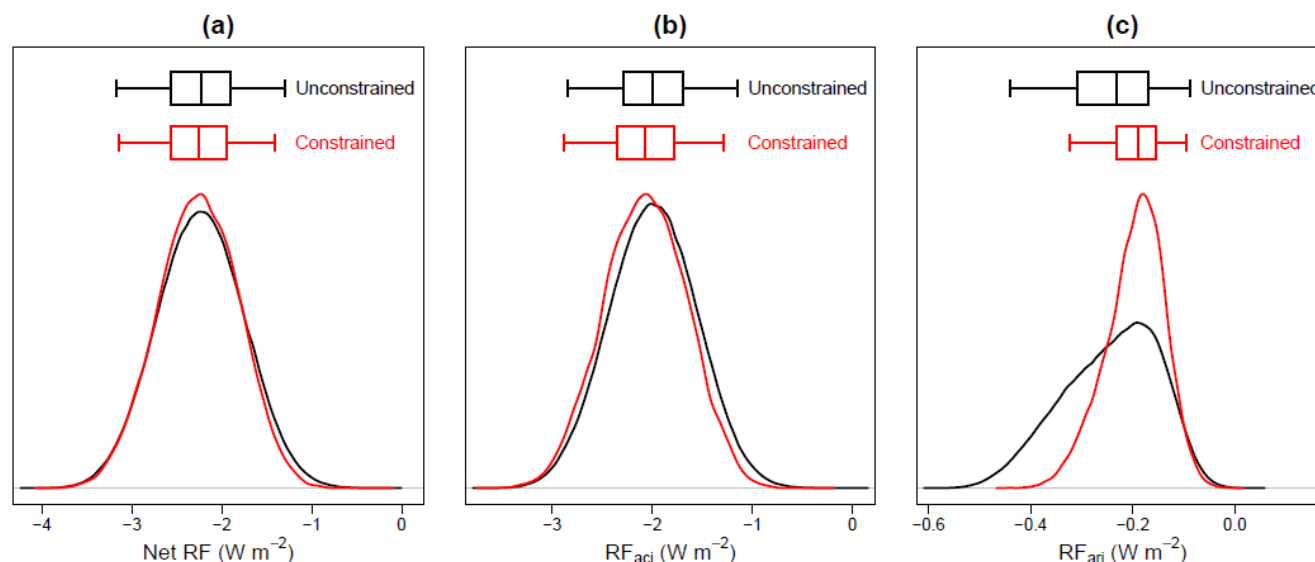 (a)
Unconstrained
Constrained
−4 −3 −2 −1 0
Net RF (W m⁻²)
(b)
Unconstrained
Constrained
−3 −2 −1 0
RFaci (W m⁻²)
(c)
Unconstrained
Constrained
−0.6 −0.4 −0.2 0.0
RFari (W m⁻²)